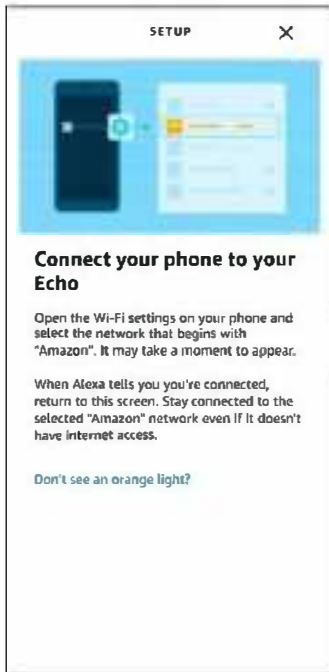 SETUP
Connect your phone to your
Echo
Open the Wi-Fi settings on your phone and
select the network that begins with
"Amazon". It may take a moment to appear.
When Alexa tells you you're connected,
return to this screen. Stay connected to the
selected "Amazon" network even if it doesn't
have internet access.
Don't see an orange light?